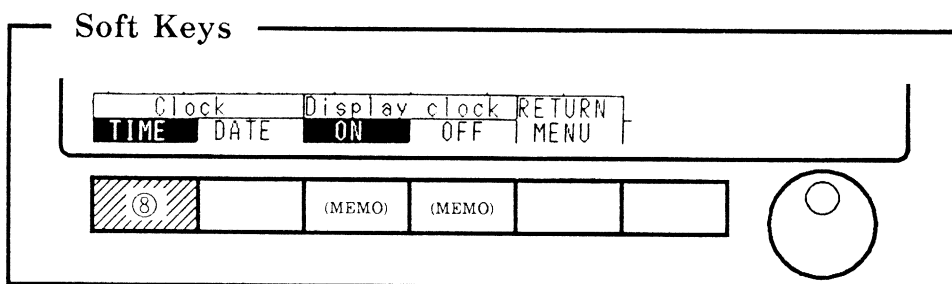 Soft Keys
Clock Display clock RETURN
TIME DATE ON OFF MENU
⑧ (MEMO) (MEMO)